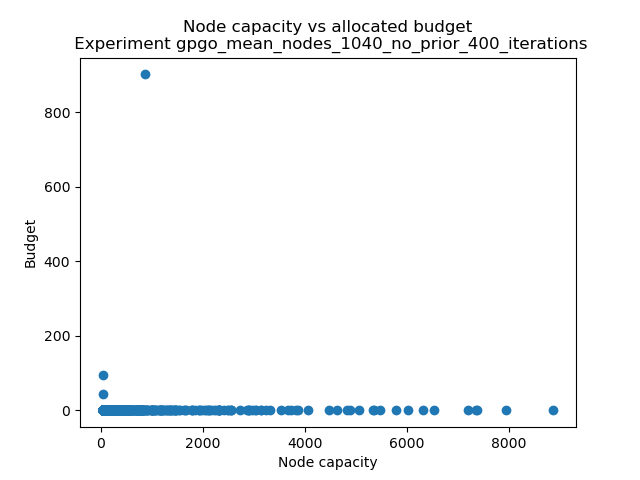 Node capacity vs allocated budget
Experiment gpgo_mean_nodes_1040_no_prior_400_iterations
800
600
400
200
0
Budget
0 2000 4000 6000 8000
Node capacity